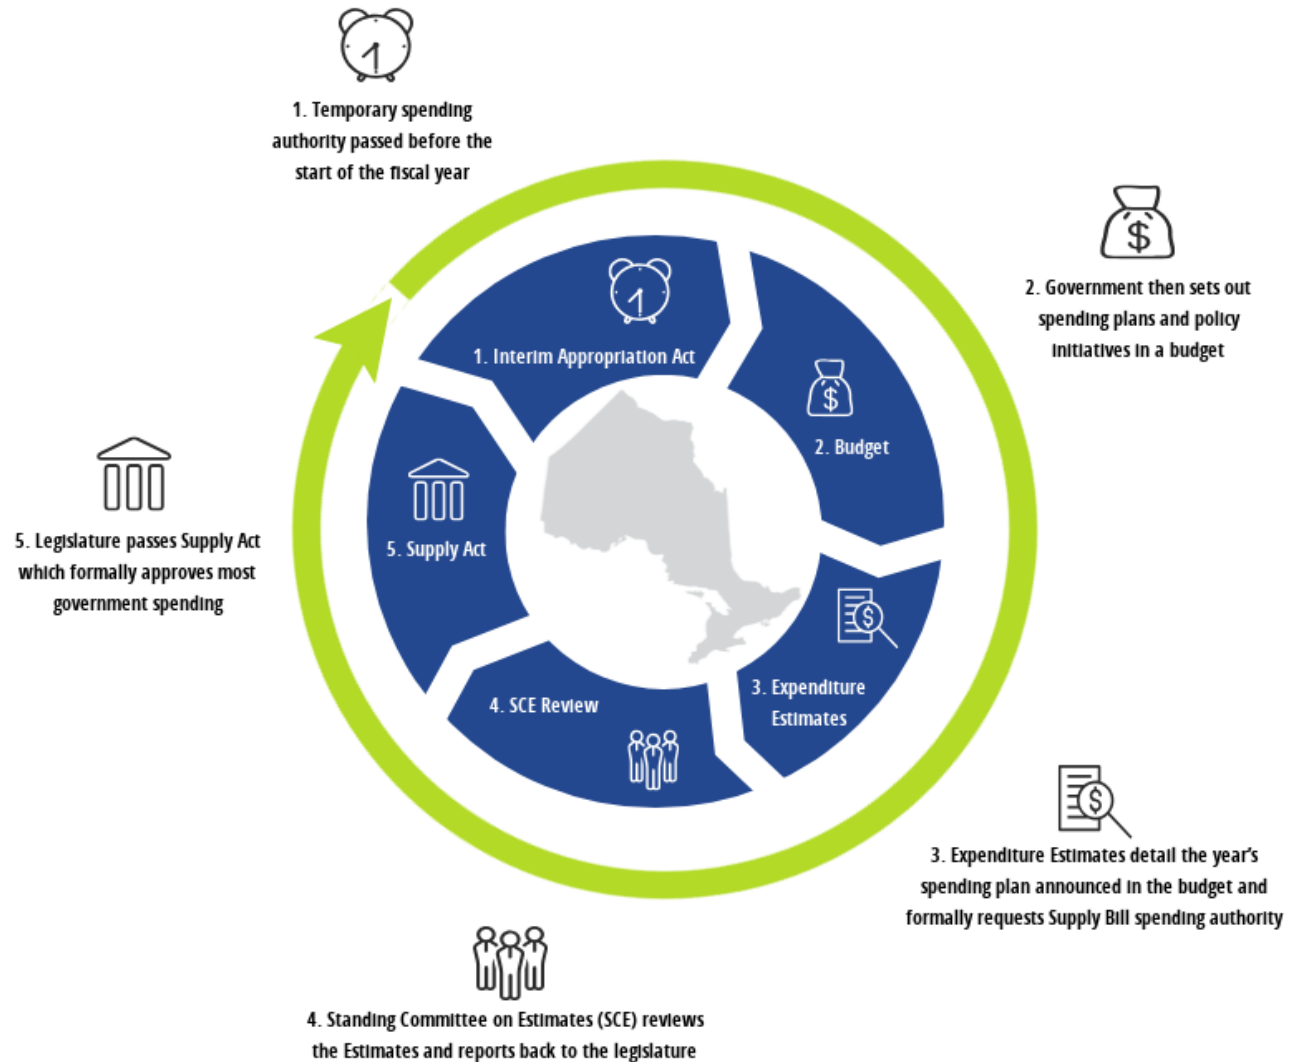 1. Temporary spending
authority passed before the
start of the fiscal year
$
2. Government then sets out
spending plans and policy
initiatives in a budget
1. Interim Appropriation Act
$
2. Budget
5. Supply Act
5. Legislature passes Supply Act
which formally approves most
government spending
$
3. Expenditure
Estimates
4. SCE Review
$
3. Expenditure Estimates detail the year's
spending plan announced in the budget and
formally requests Supply Bill spending authority
4. Standing Committee on Estimates (SCE) reviews
the Estimates and reports back to the legislature